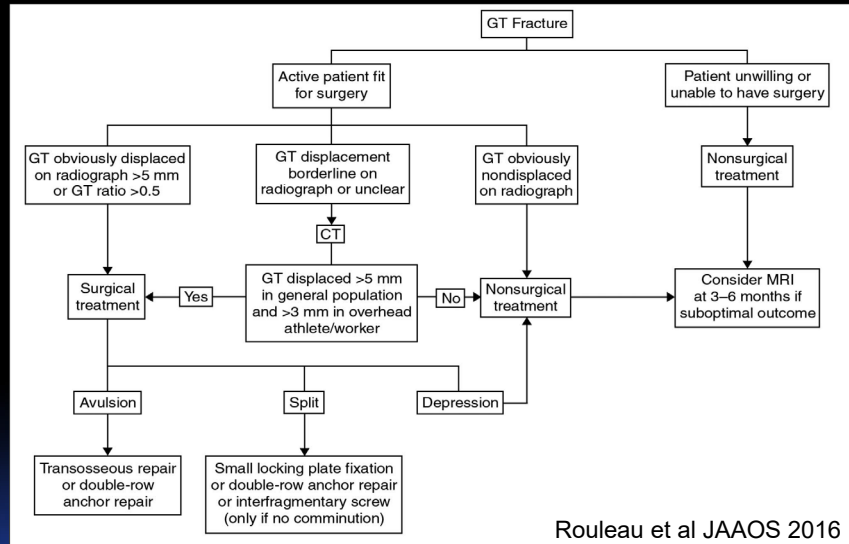 GT Fracture
Active patient fit
for surgery
Patient unwilling or
unable to have surgery
GT obviously displaced
on radiograph >5 mm
or GT ratio >0.5
GT displacement
borderline on
radiograph or unclear
GT obviously
nondisplaced
on radiograph
Nonsurgical
treatment
CT
Surgical
treatment
Yes
GT displaced >5 mm
in general population
and >3 mm in overhead
athlete/worker
No
Nonsurgical
treatment
Consider MRI
at 3–6 months if
suboptimal outcome
Avulsion
Split
Depression
Transosseous repair
or double-row
anchor repair
Small locking plate fixation
or double-row anchor repair
or interfragmentary screw
(only if no comminution)
Rouleau et al JAAOS 2016